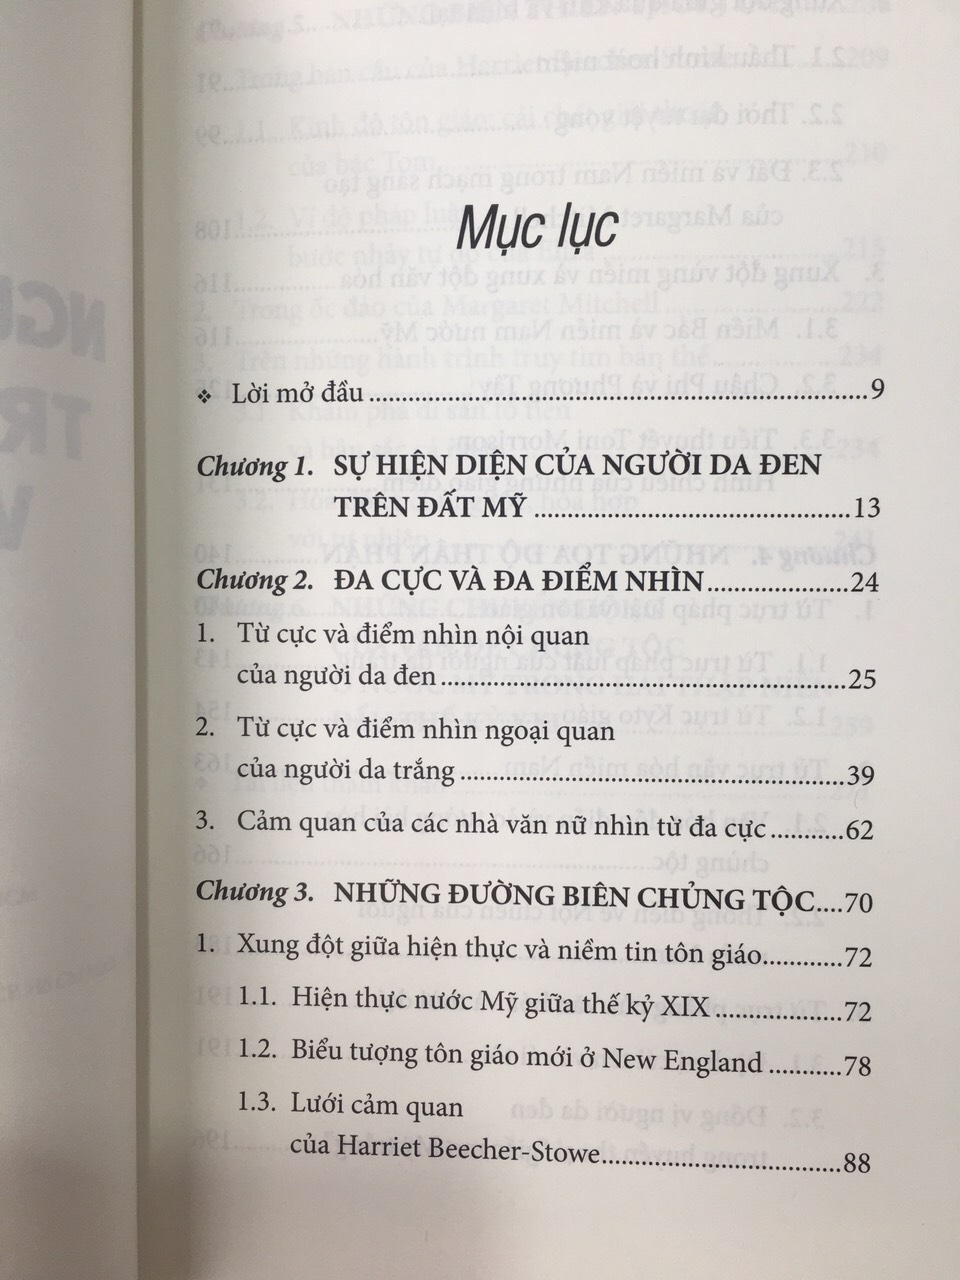 Mục lục
❖ Lời mở đầu ........ 9
Chương 1. SỰ HIỆN DIỆN CỦA NGƯỜI DA ĐEN
TRÊN ĐẤT MỸ ........ 13
Chương 2. ĐA CỰC VÀ ĐA ĐIỂM NHÌN ........ 24
1. Từ cực và điểm nhìn nội quan
của người da đen ........ 25
2. Từ cực và điểm nhìn ngoại quan
của người da trắng ........ 39
3. Cảm quan của các nhà văn nữ nhìn từ đa cực ........ 62
Chương 3. NHỮNG ĐƯỜNG BIÊN CHỦNG TỘC .... 70
1. Xung đột giữa hiện thực và niềm tin tôn giáo ........ 72
1.1. Hiện thực nước Mỹ giữa thế kỷ XIX ........ 72
1.2. Biểu tượng tôn giáo mới ở New England ........ 78
1.3. Lưới cảm quan
của Harriet Beecher-Stowe ........ 88